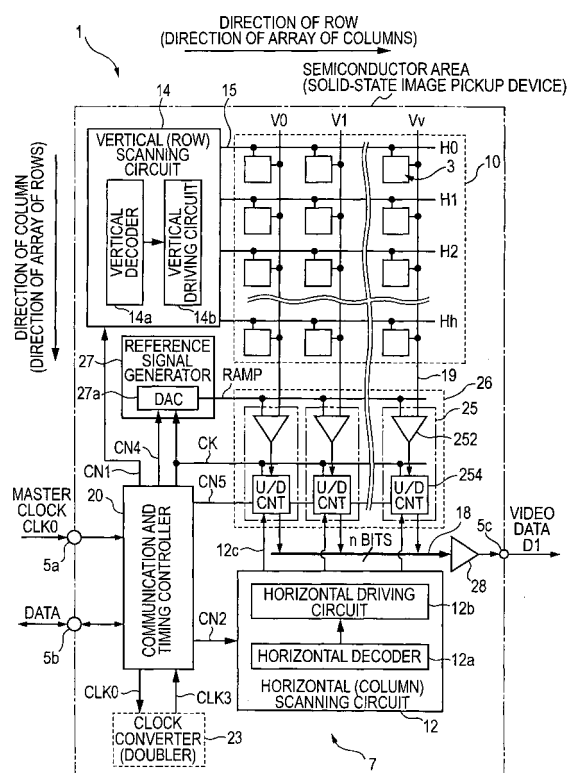 DIRECTION OF ROW
(DIRECTION OF ARRAY OF COLUMNS)
1
SEMICONDUCTOR AREA
(SOLID-STATE IMAGE PICKUP DEVICE)
14
15
V0
V1
Vv
VERTICAL (ROW)
SCANNING
CIRCUIT
VERTICAL DECODER
VERTICAL
DRIVING CIRCUIT
14a
14b
H0
3
10
H1
H2
Hh
DIRECTION OF COLUMN
(DIRECTION OF ARRAY OF ROWS)
27
REFERENCE
SIGNAL
GENERATOR
27a
DAC
RAMP
19
26
25
252
CN4
CN1
CK
20
CN5
U/D
CNT
U/D
CNT
U/D
CNT
254
MASTER
CLOCK
CLK0
5a
COMMUNICATION AND
TIMING CONTROLLER
12c
n BITS
18
5c
VIDEO
DATA
D1
28
DATA
5b
CN2
HORIZONTAL DRIVING
CIRCUIT
12b
HORIZONTAL DECODER
12a
HORIZONTAL (COLUMN)
SCANNING CIRCUIT
12
CLK0
CLK3
CLOCK
CONVERTER
(DOUBLER)
23
7